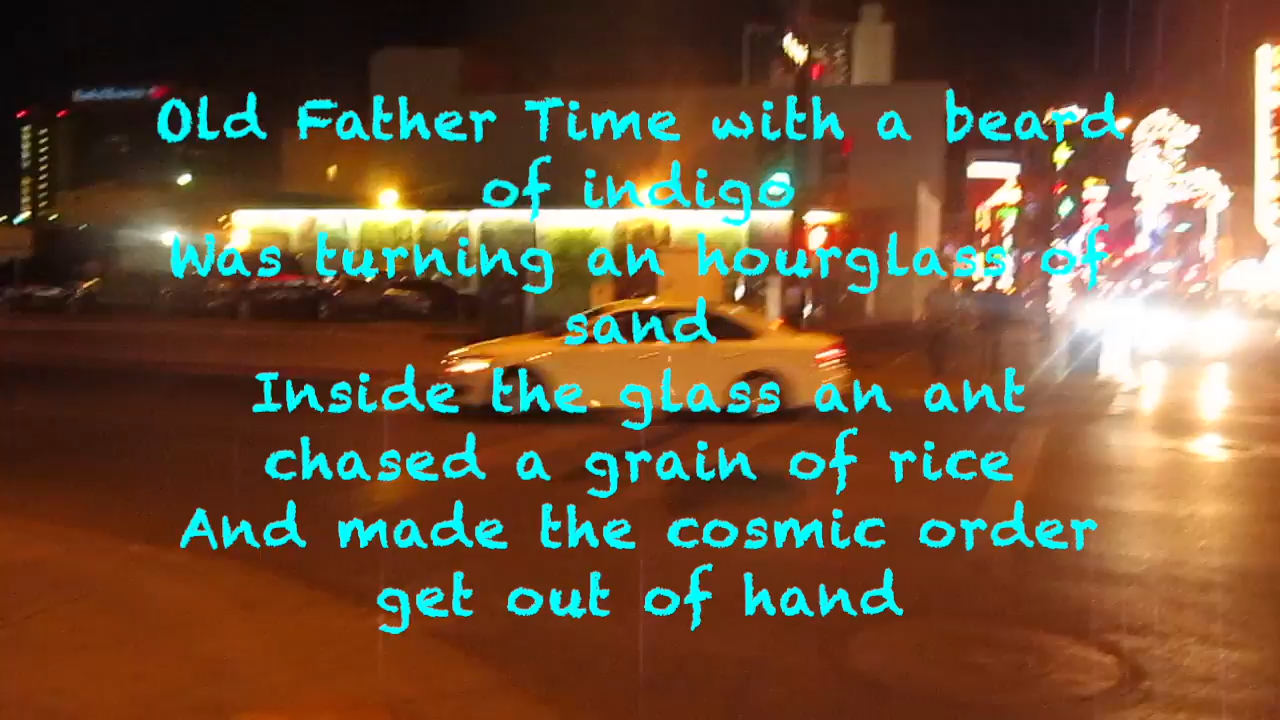 Old Father Time with a beard
of indigo
Was turning an hourglass of
sand
Inside the glass an ant
chased a grain of rice
And made the cosmic order
get out of hand